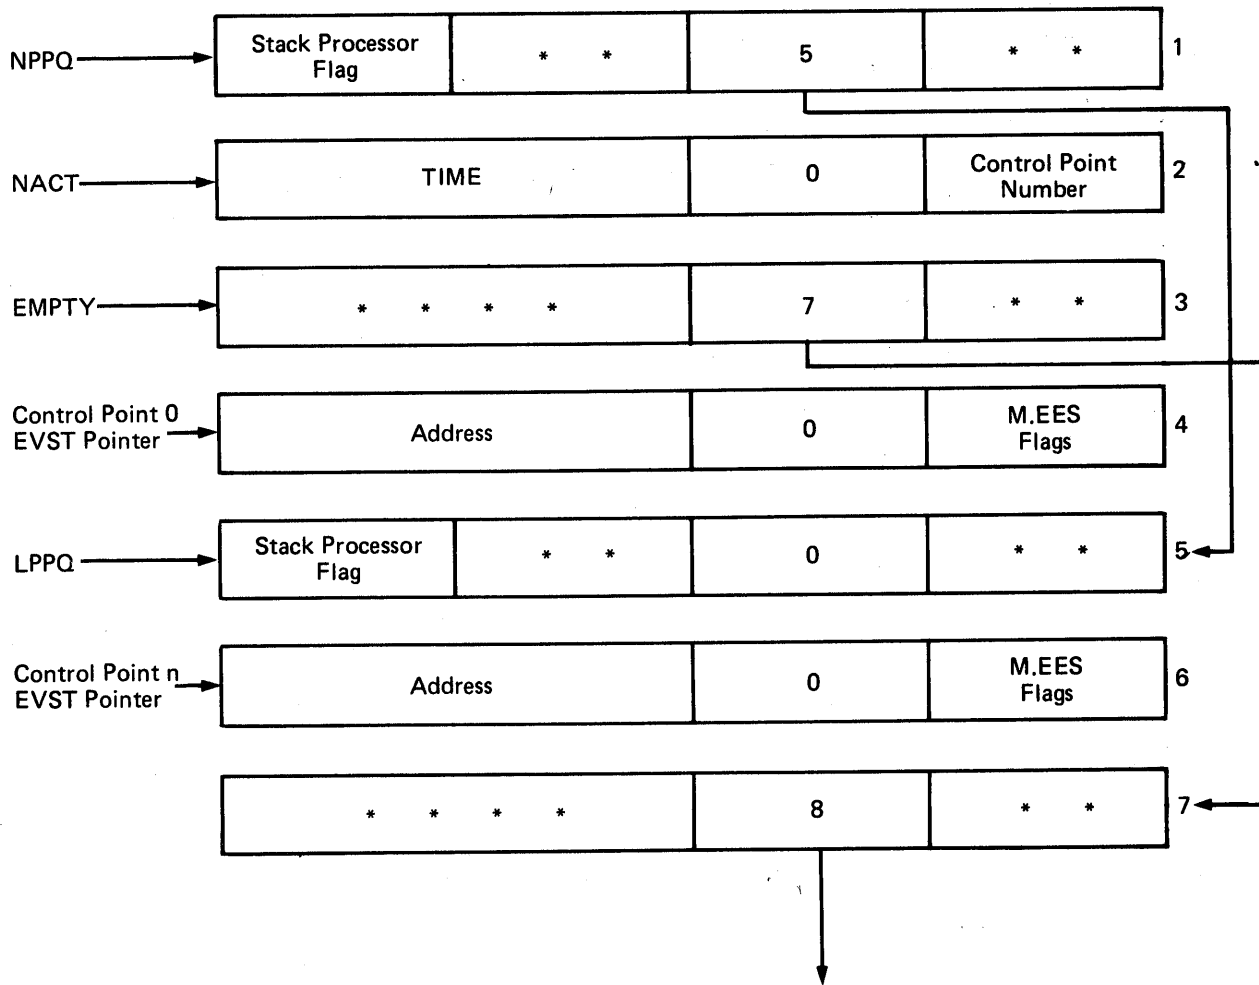 NPPQ
Stack Processor
Flag
* *
5
* *
1
NACT
TIME
0
Control Point
Number
2
EMPTY
* * * *
7
* *
3
Control Point 0
EVST Pointer
Address
0
M.EES
Flags
4
LPPQ
Stack Processor
Flag
* *
0
* *
5
Control Point n
EVST Pointer
Address
0
M.EES
Flags
6
* * * *
8
* *
7